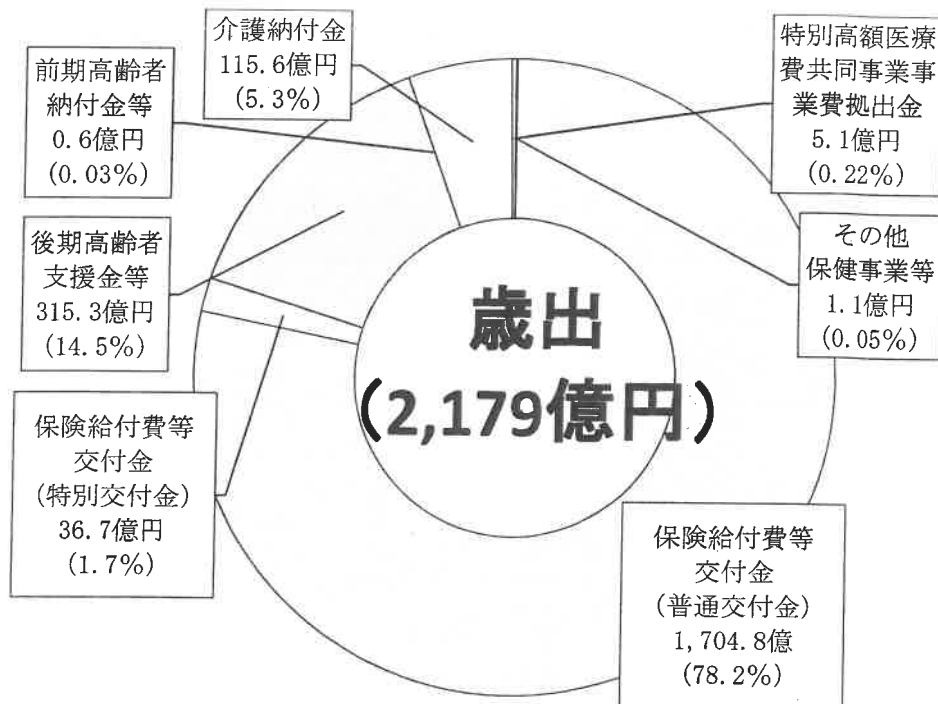 介護納付金
115.6億円
(5.3%)
特別高額医療
費共同事業事
業費拠出金
5.1億円
(0.22%)
前期高齢者
納付金等
0.6億円
(0.03%)
後期高齢者
支援金等
315.3億円
(14.5%)
その他
保健事業等
1.1億円
(0.05%)
歳出
(2,179億円)
保険給付費等
交付金
(特別交付金)
36.7億円
(1.7%)
保険給付費等
交付金
(普通交付金)
1,704.8億
(78.2%)